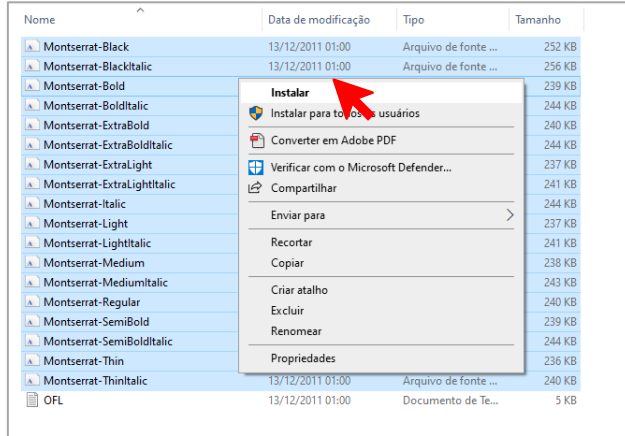 Nome Data de modificação Tipo Tamanho
Montserrat-Black 13/12/2011 01:00 Arquivo de fonte ... 252 KB
Montserrat-BlackItalic 13/12/2011 01:00 Arquivo de fonte ... 256 KB
Montserrat-Bold 239 KB
Montserrat-BoldItalic 244 KB
Montserrat-ExtraBold 240 KB
Montserrat-ExtraBoldItalic 244 KB
Montserrat-ExtraLight 237 KB
Montserrat-ExtraLightItalic 241 KB
Montserrat-Italic 244 KB
Montserrat-Light 237 KB
Montserrat-LightItalic 241 KB
Montserrat-Medium 238 KB
Montserrat-MediumItalic 243 KB
Montserrat-Regular 240 KB
Montserrat-SemiBold 239 KB
Montserrat-SemiBoldItalic 244 KB
Montserrat-Thin 236 KB
Montserrat-ThinItalic 13/12/2011 01:00 Arquivo de fonte ... 240 KB
OFL 13/12/2011 01:00 Documento de Te... 5 KB
Instalar
Instalar para usuários
Converter em Adobe PDF
Verificar com o Microsoft Defender...
Compartilhar
Enviar para
Recortar
Copiar
Criar atalho
Excluir
Renomear
Propriedades